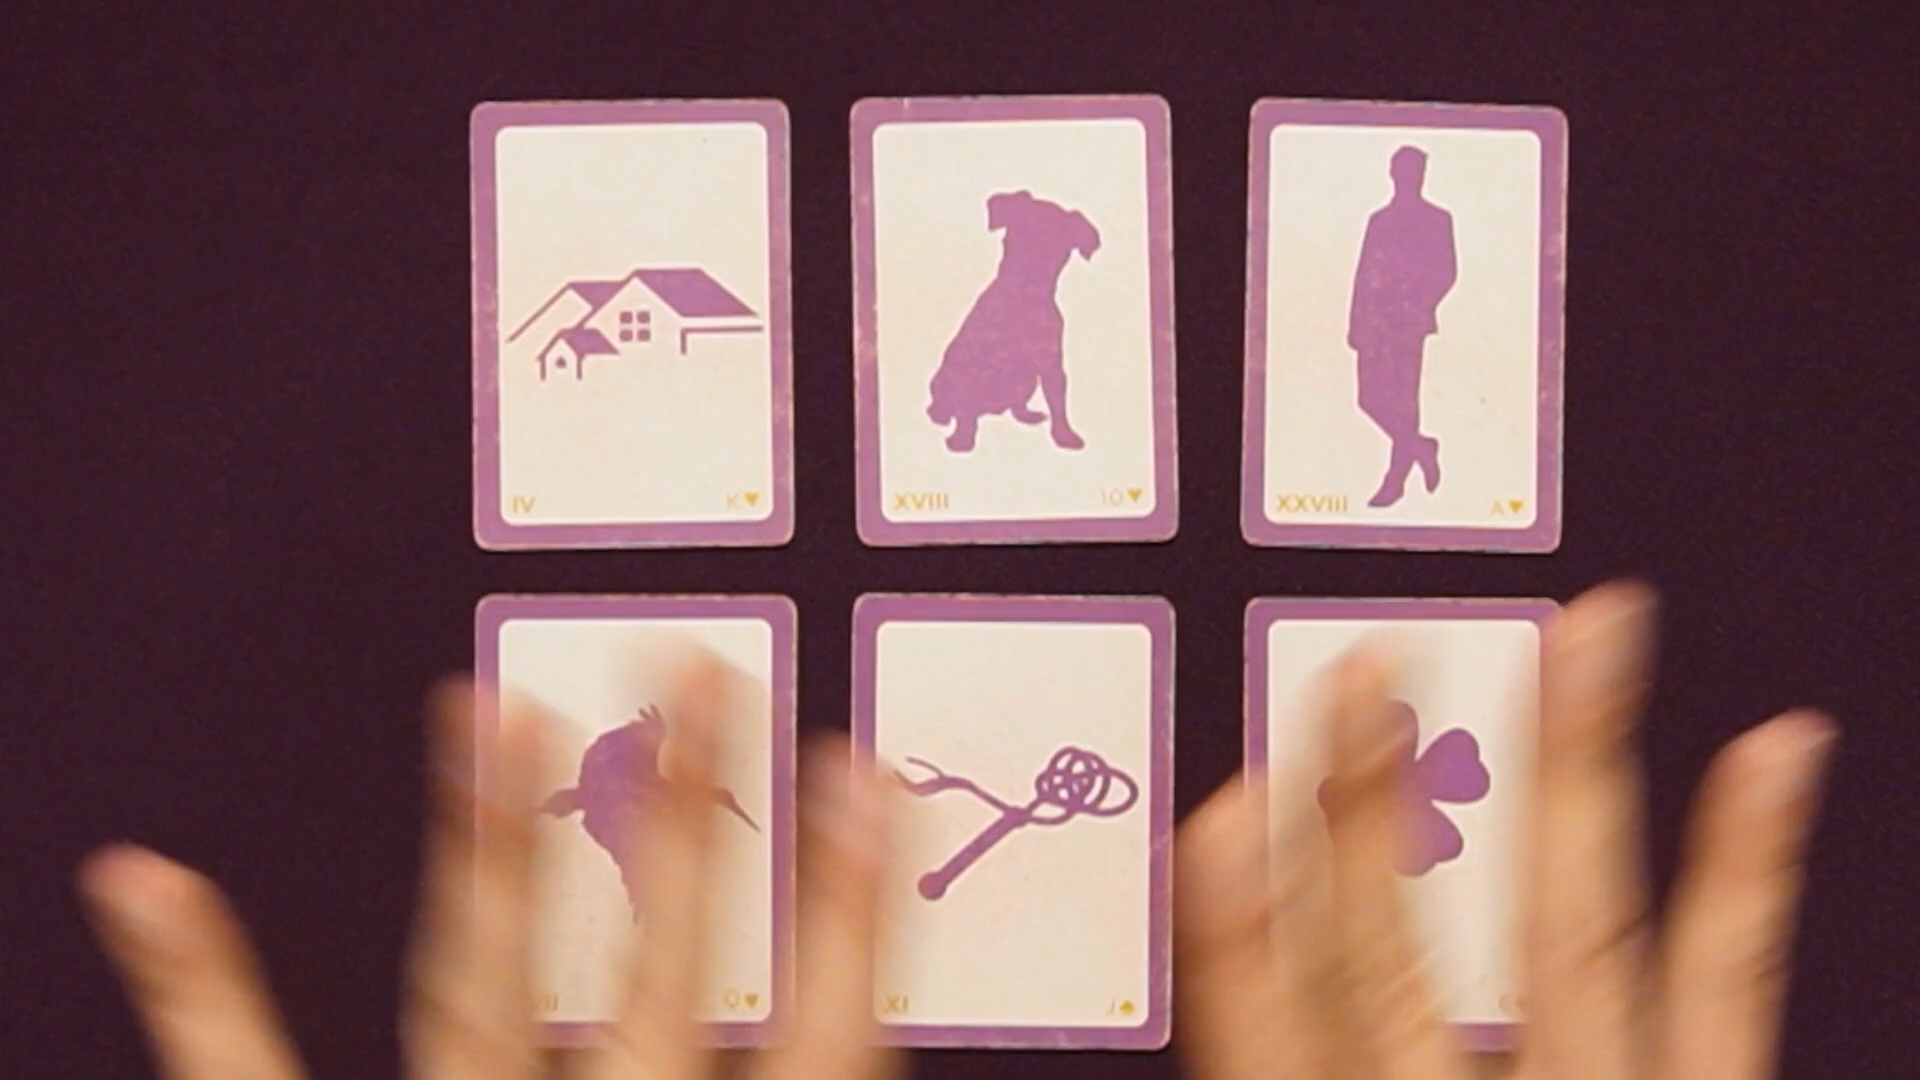 IV K♥
XVIII 10♥
XXVIII A♥
Q♥
XI J♣